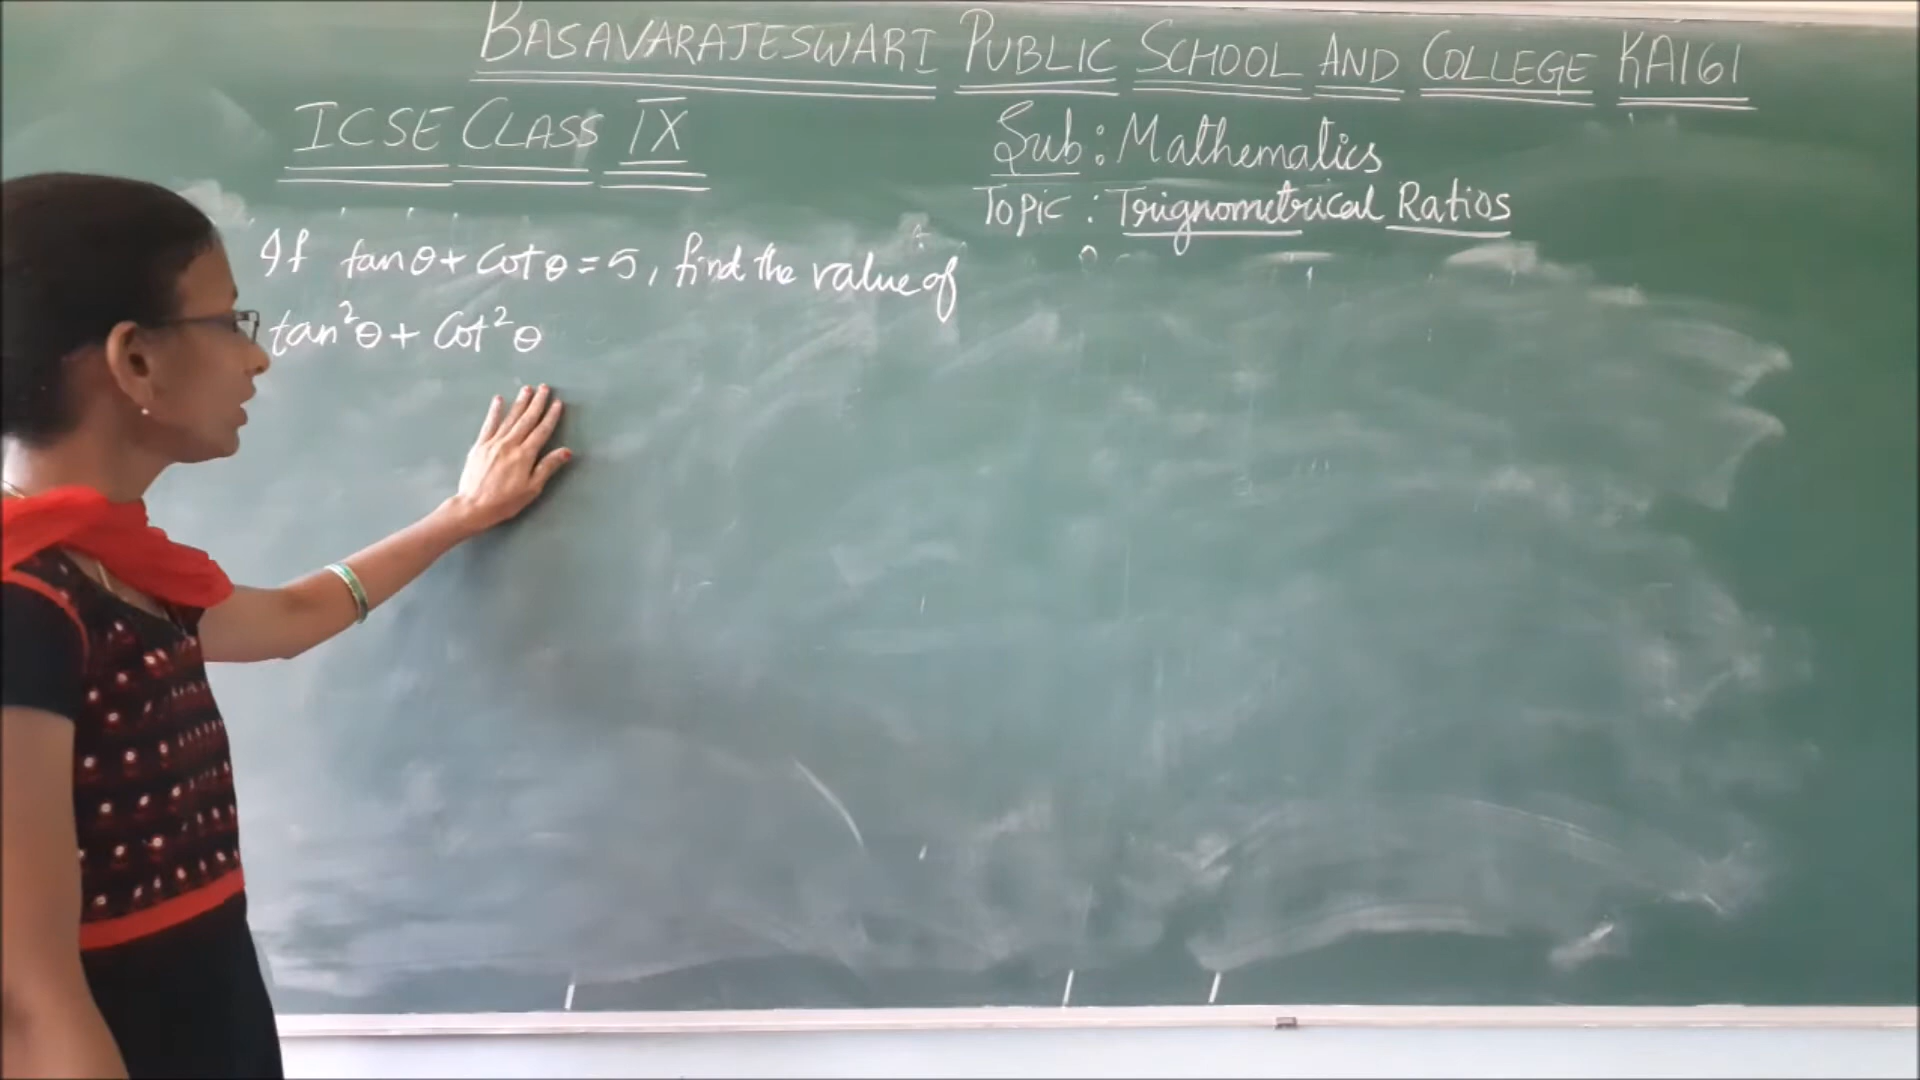 BASAVARAJESWARI PUBLIC SCHOOL AND COLLEGE KA161
ICSE CLASS IX
Sub: Mathematics
Topic: Trignometrical Ratios
If tanθ + cotθ = 5, find the value of
tan²θ + Cot²θ